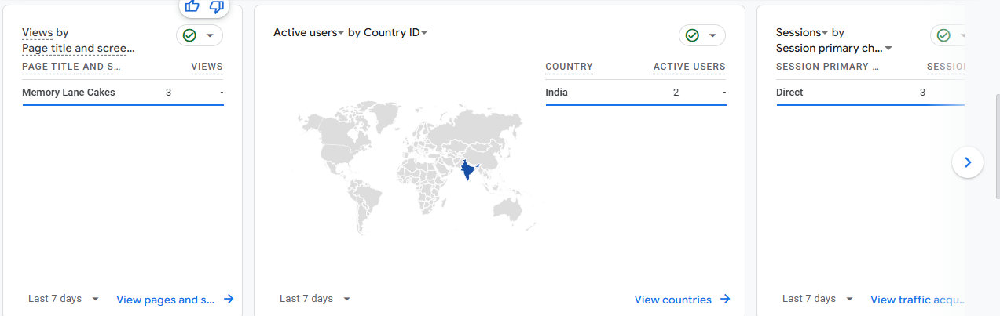 Views by
Page title and scree...
PAGE TITLE AND S... VIEWS
Memory Lane Cakes 3 -
Last 7 days View pages and s...
Active users by Country ID
COUNTRY ACTIVE USERS
India 2 -
Last 7 days View countries
Sessions by
Session primary ch...
SESSION PRIMARY ... SESSIO
Direct 3
Last 7 days View traffic acqu...